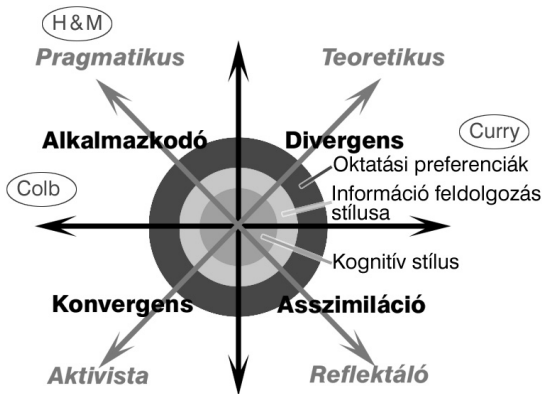 H&M
Pragmatikus
Teoretikus
Alkalmazkodó
Divergens
Curry
Oktatási preferenciák
Colb
Információ feldolgozás
stílusa
Kognitív stílus
Konvergens
Asszimiláció
Aktivista
Reflektáló